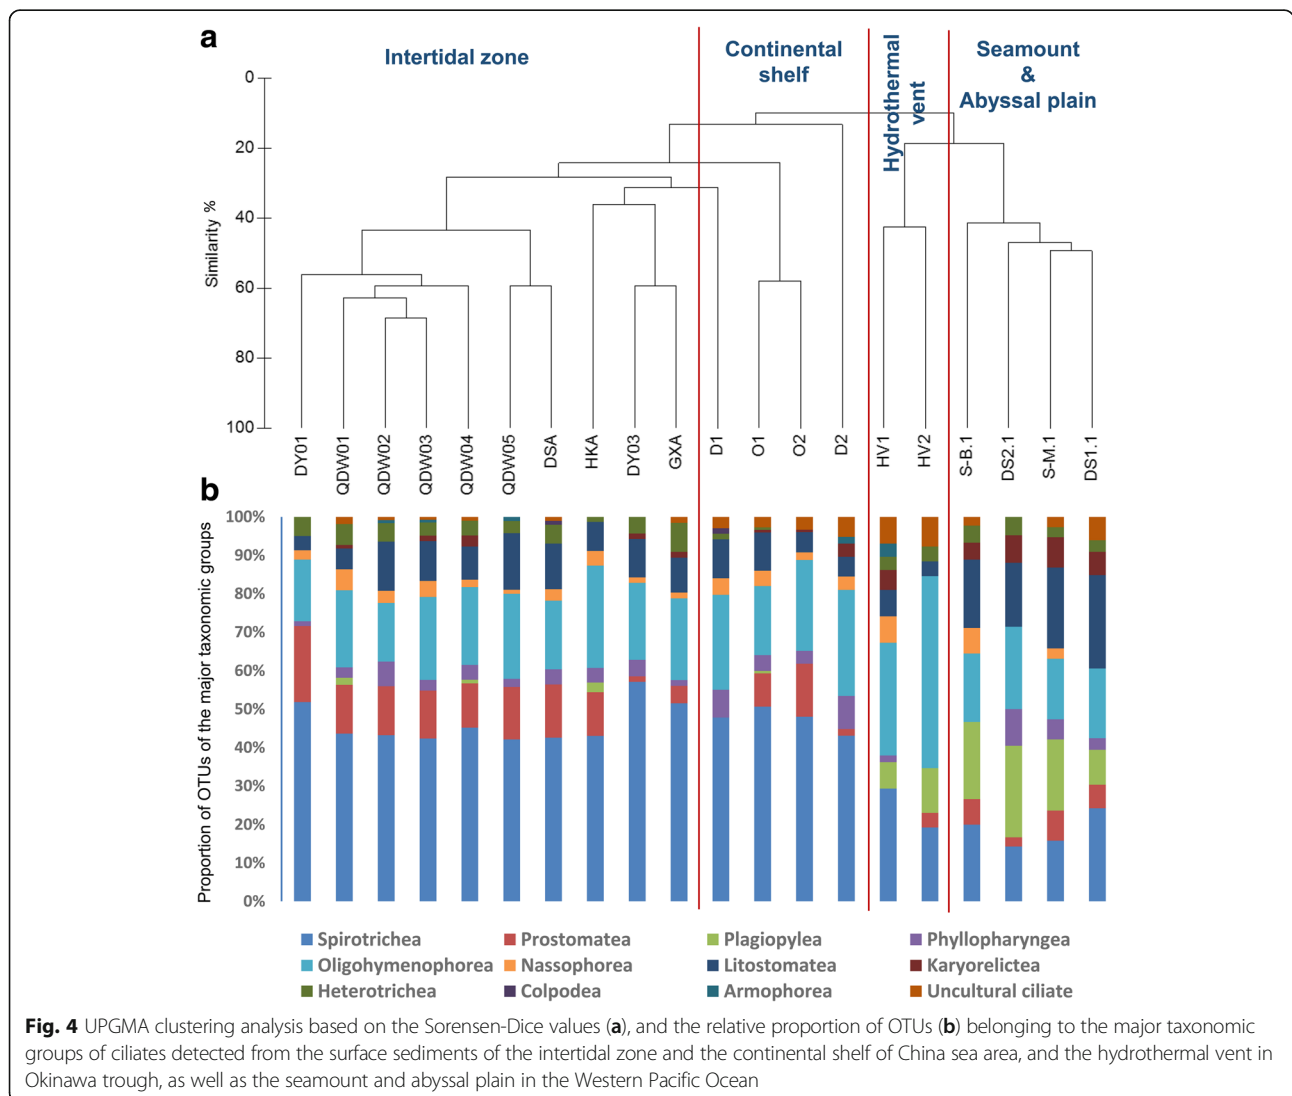 a
Intertidal zone
Continental
shelf
Hydrothermal
vent
Seamount
&
Abyssal plain
Similarity %
0
20
40
60
80
100
DY01
QDW01
QDW02
QDW03
QDW04
QDW05
DSA
HKA
DY03
GXA
D1
O1
O2
D2
HV1
HV2
S-B.1
DS2.1
S-M.1
DS1.1
b
Proportion of OTUs of the major taxonomic groups
100%
90%
80%
70%
60%
50%
40%
30%
20%
10%
0%
Spirotrichea Prostomatea Plagiopylea Phyllopharyngea
Oligohymenophorea Nassophorea Litostomatea Karyorelictea
Heterotrichea Colpodea Armophorea Uncultural ciliate
Fig. 4 UPGMA clustering analysis based on the Sorensen-Dice values (a), and the relative proportion of OTUs (b) belonging to the major taxonomic
groups of ciliates detected from the surface sediments of the intertidal zone and the continental shelf of China sea area, and the hydrothermal vent in
Okinawa trough, as well as the seamount and abyssal plain in the Western Pacific Ocean